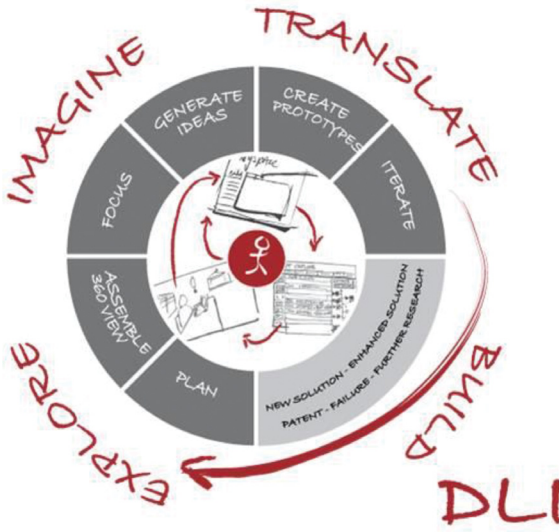 IMAGINE
TRANSLATE
GENERATE
IDEAS
CREATE
PROTOTYPES
FOCUS
ITERATE
ASSEMBLE
360 VIEW
PLAN
NEW SOLUTION - ENHANCED SOLUTION
PATENT - FAILURE - FURTHER RESEARCH
EXPLORE
BUILD